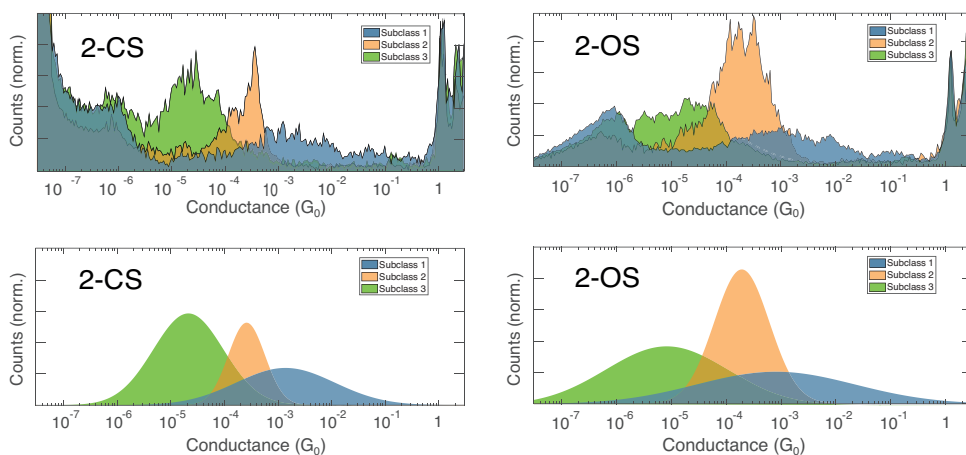 2-CS
Subclass 1
Subclass 2
Subclass 3
Counts (norm.)
10-7 10-6 10-5 10-4 10-3 10-2 10-1 1
Conductance (G0)
2-OS
Subclass 1
Subclass 2
Subclass 3
Counts (norm.)
10-7 10-6 10-5 10-4 10-3 10-2 10-1 1
Conductance (G0)
2-CS
Subclass 1
Subclass 2
Subclass 3
Counts (norm.)
10-7 10-6 10-5 10-4 10-3 10-2 10-1 1
Conductance (G0)
2-OS
Subclass 1
Subclass 2
Subclass 3
Counts (norm.)
10-7 10-6 10-5 10-4 10-3 10-2 10-1 1
Conductance (G0)